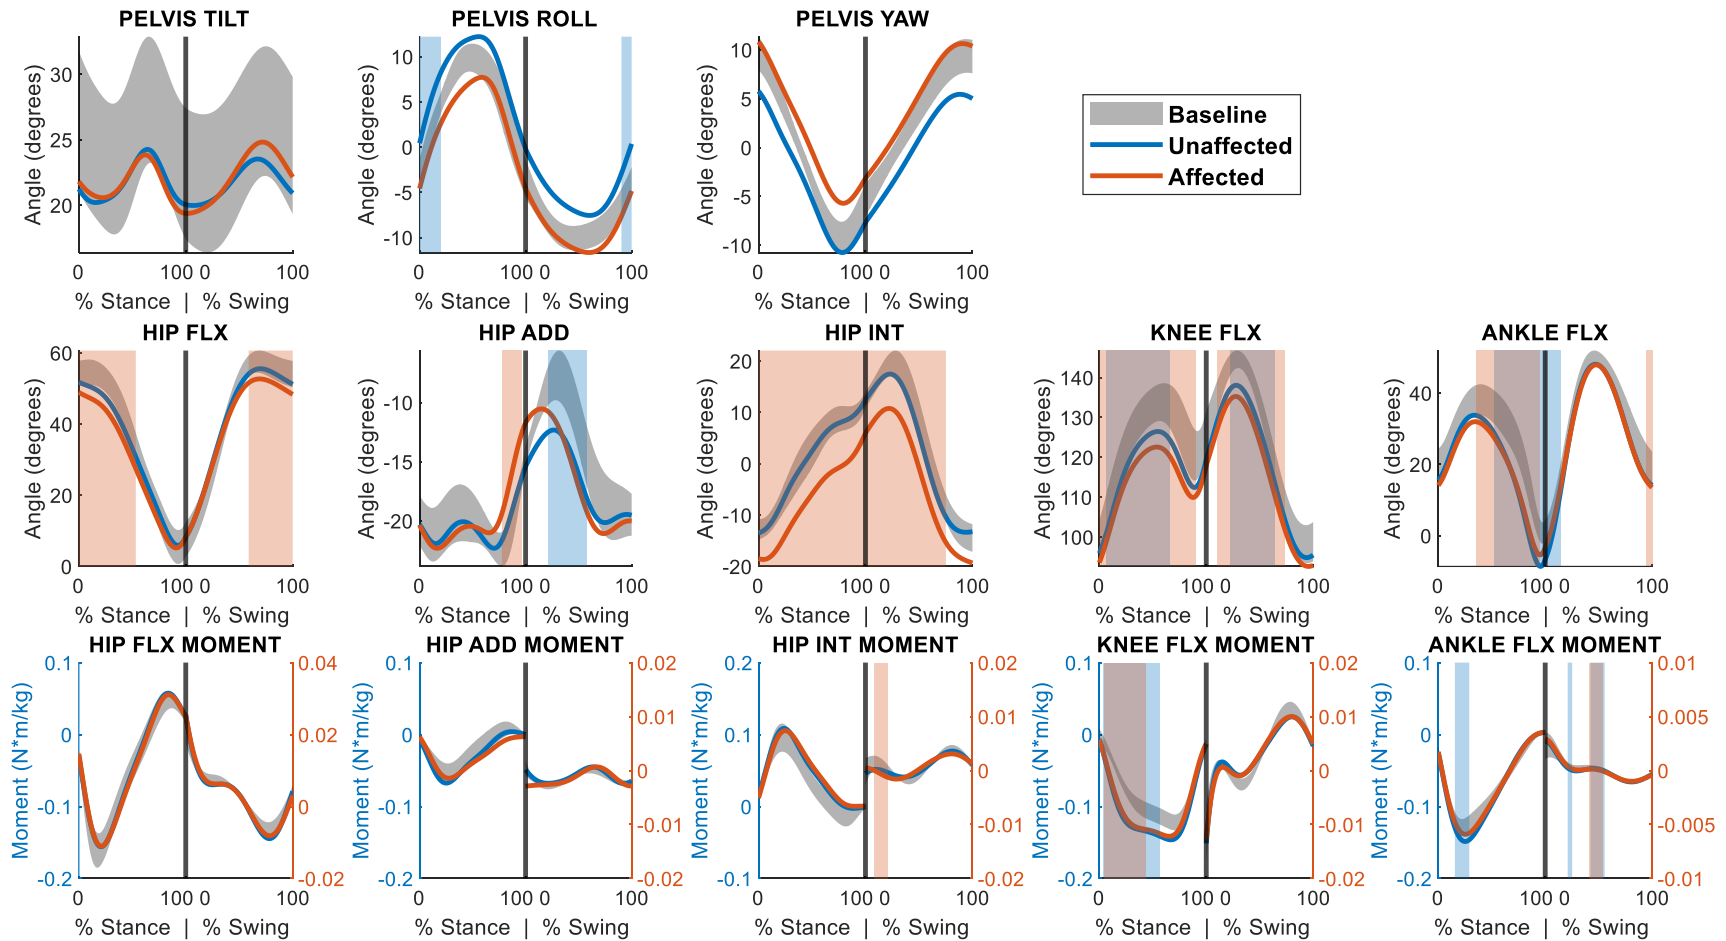 PELVIS TILT
PELVIS ROLL
PELVIS YAW
Angle (degrees)
30
25
20
0
100 0
100
% Stance | % Swing
Angle (degrees)
10
5
0
-5
-10
0
100 0
100
% Stance | % Swing
Angle (degrees)
10
5
0
-5
-10
0
100 0
100
% Stance | % Swing
Baseline
Unaffected
Affected
HIP FLX
HIP ADD
HIP INT
KNEE FLX
ANKLE FLX
Angle (degrees)
60
40
20
0
0
100 0
100
% Stance | % Swing
Angle (degrees)
-10
-15
-20
0
100 0
100
% Stance | % Swing
Angle (degrees)
20
10
0
-10
-20
0
100 0
100
% Stance | % Swing
Angle (degrees)
140
130
120
110
100
0
100 0
100
% Stance | % Swing
Angle (degrees)
40
20
0
0
100 0
100
% Stance | % Swing
HIP FLX MOMENT
HIP ADD MOMENT
HIP INT MOMENT
KNEE FLX MOMENT
ANKLE FLX MOMENT
Moment (N*m/kg)
0.1
0
-0.1
-0.2
0.04
0.02
0
-0.02
0
100 0
100
% Stance | % Swing
Moment (N*m/kg)
0.1
0
-0.1
-0.2
0.02
0.01
0
-0.01
-0.02
0
100 0
100
% Stance | % Swing
Moment (N*m/kg)
0.2
0.1
0
-0.1
0.02
0.01
0
-0.01
-0.02
0
100 0
100
% Stance | % Swing
Moment (N*m/kg)
0.1
0
-0.1
-0.2
0.02
0.01
0
-0.01
-0.02
0
100 0
100
% Stance | % Swing
Moment (N*m/kg)
0.1
0
-0.1
-0.2
0.01
0.005
0
-0.005
-0.01
0
100 0
100
% Stance | % Swing